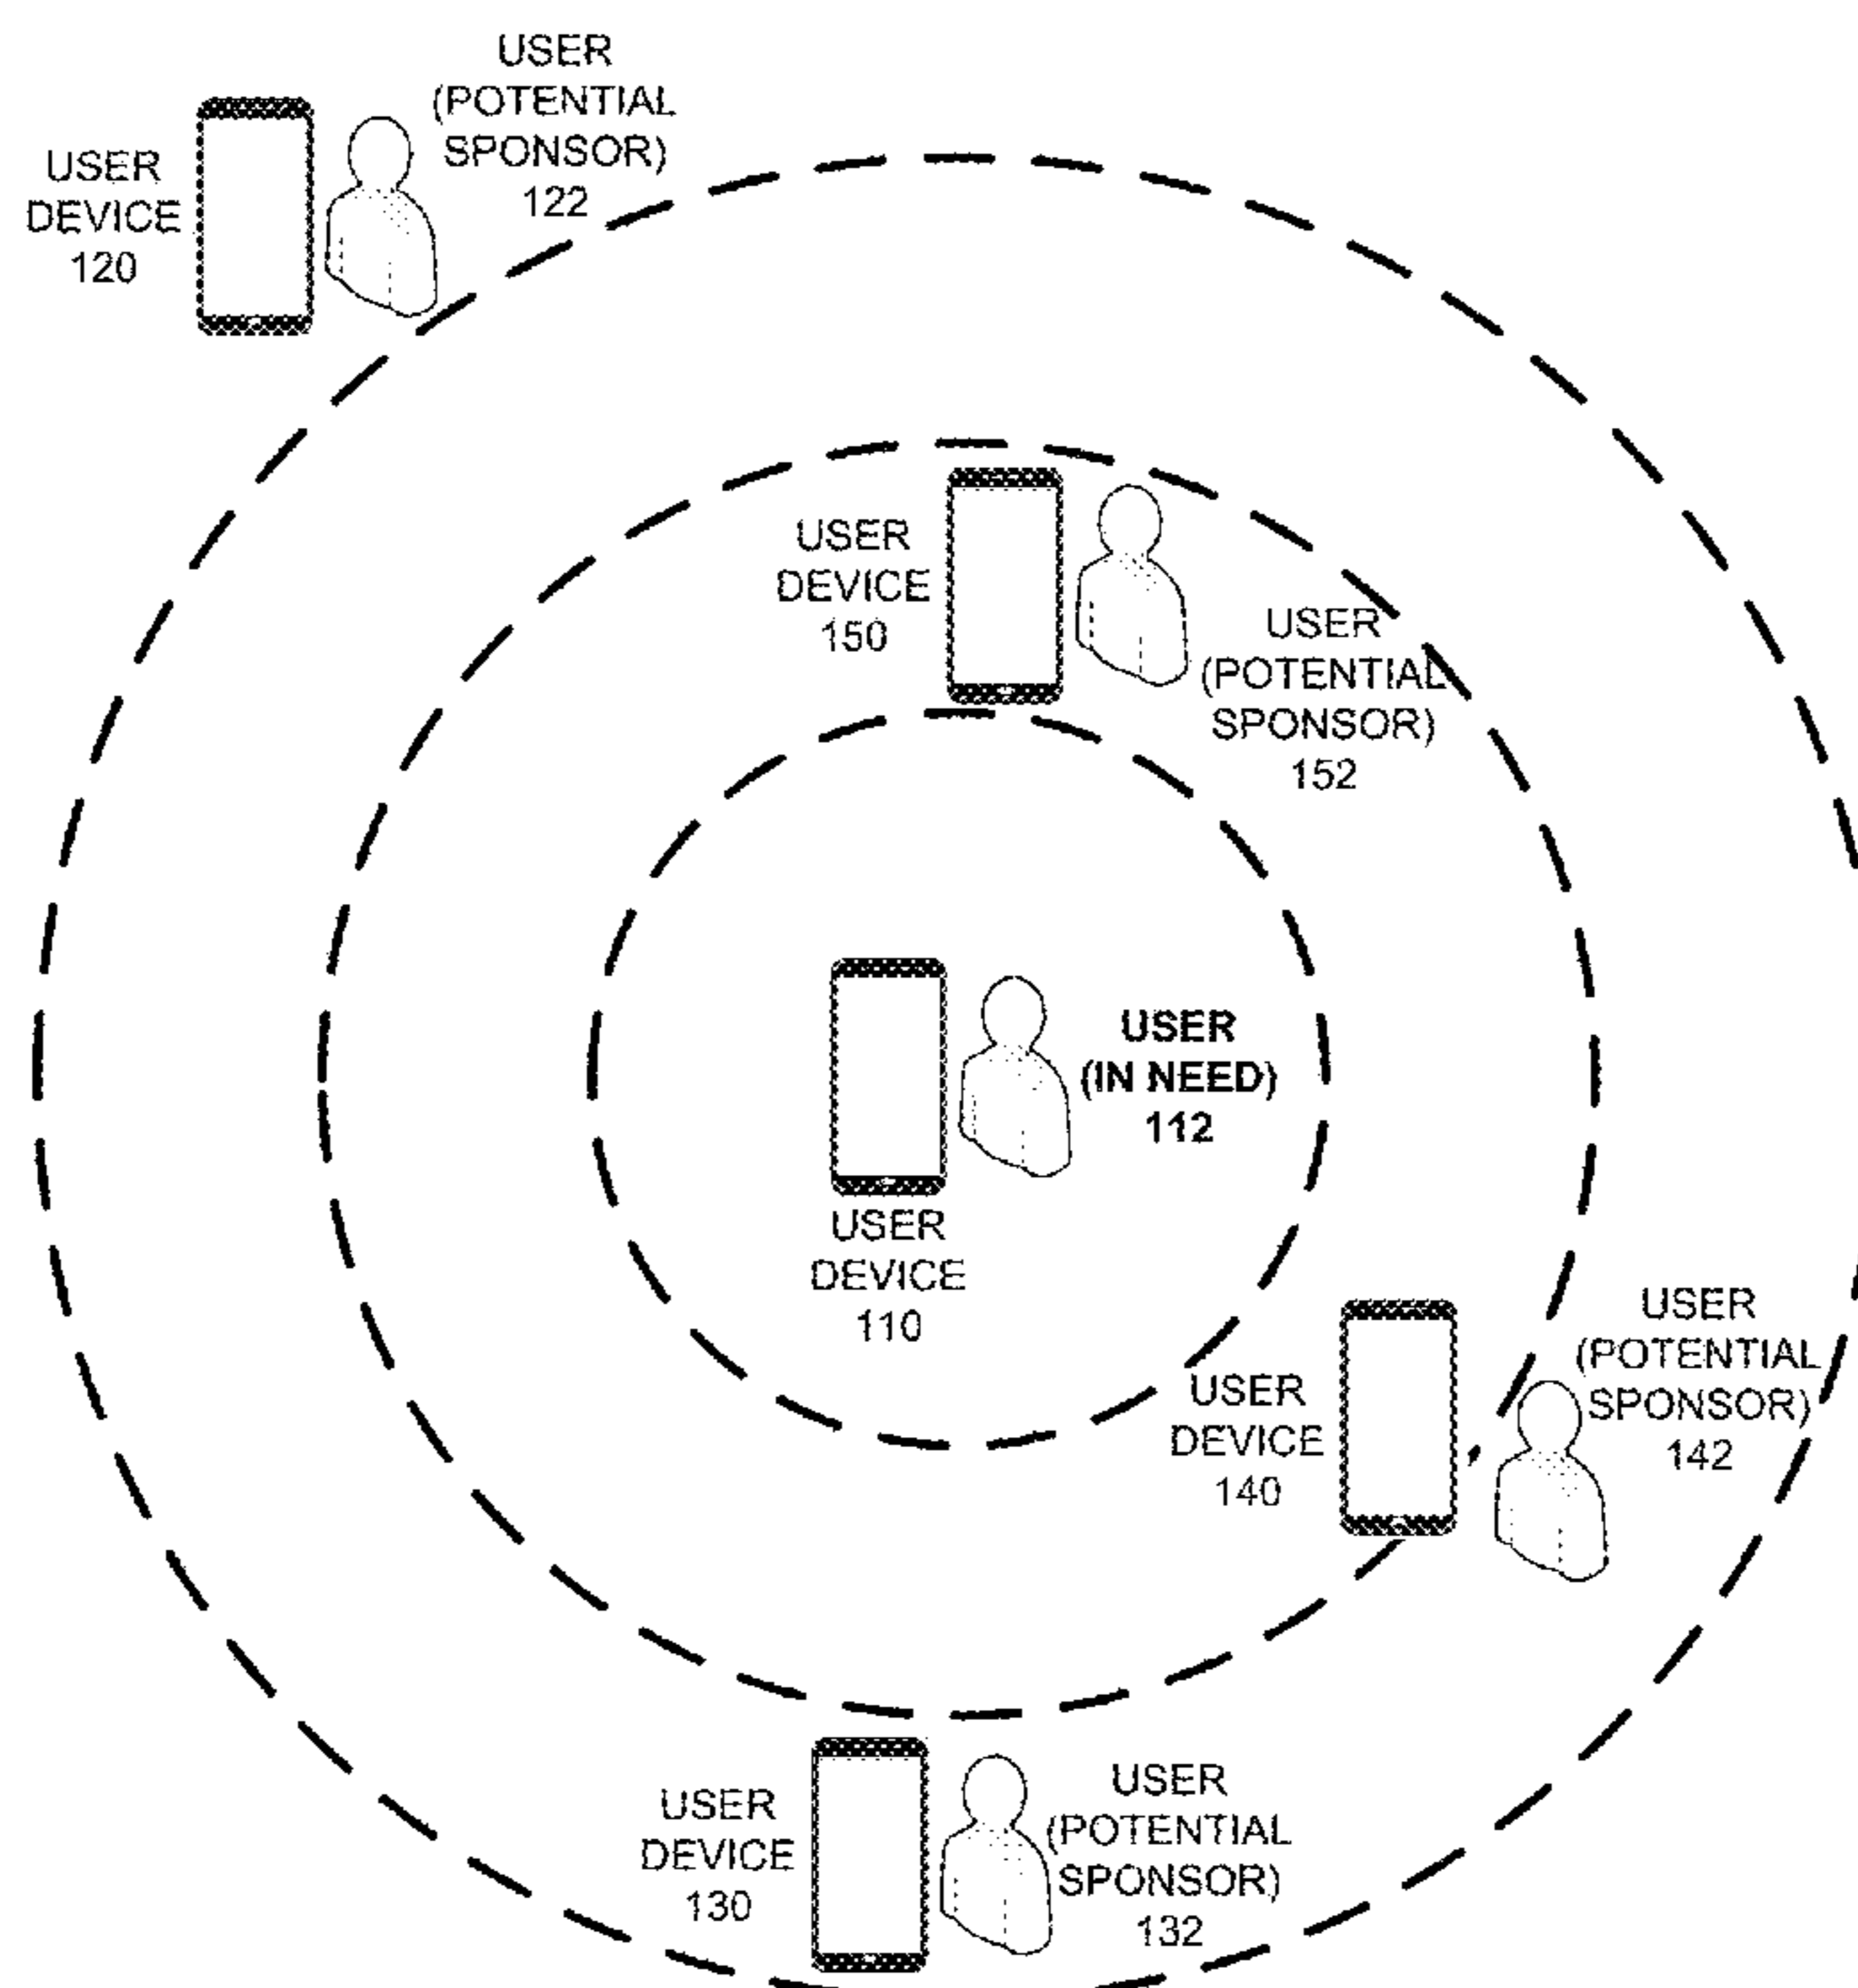 USER
(POTENTIAL
SPONSOR)
122
USER
DEVICE
120
USER
DEVICE
150
USER
(POTENTIAL
SPONSOR)
152
USER
(IN NEED)
112
USER
DEVICE
110
USER
(POTENTIAL
SPONSOR)
142
USER
DEVICE
140
USER
DEVICE
130
USER
(POTENTIAL
SPONSOR)
132